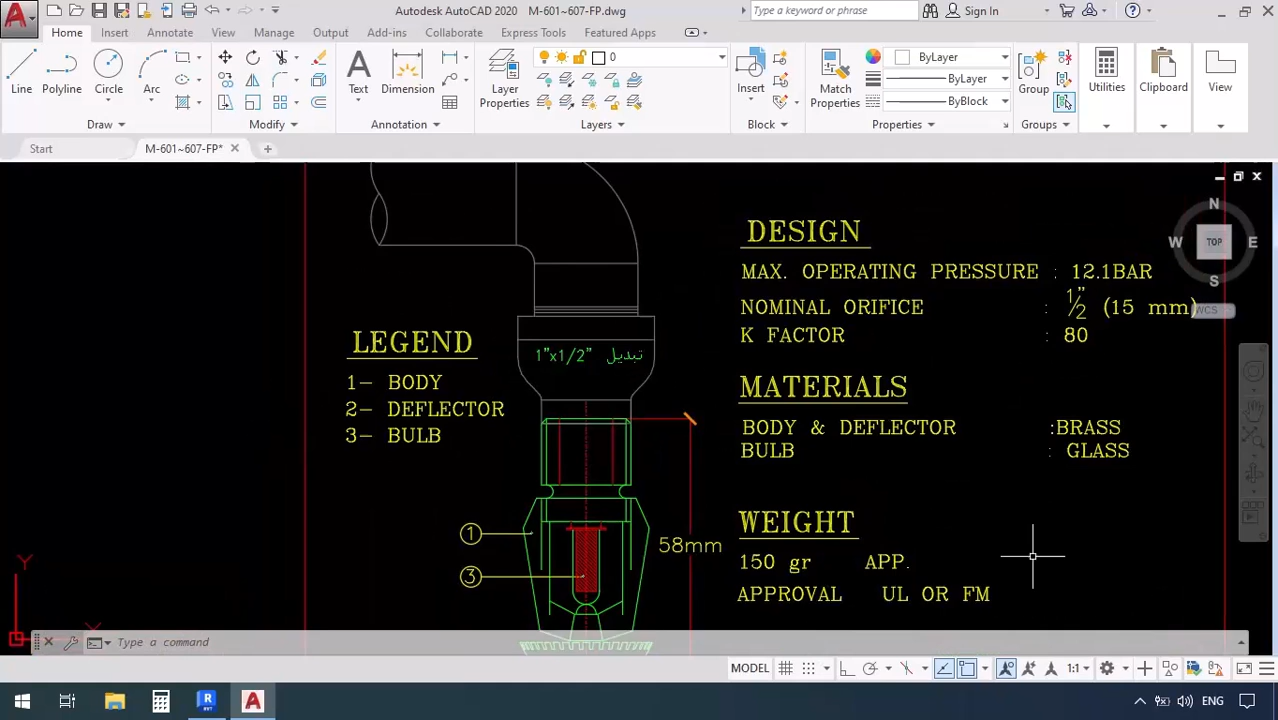 Autodesk AutoCAD 2020 M-601~607-FP.dwg
Type a keyword or phrase
Sign In
Home Insert Annotate View Manage Output Add-ins Collaborate Express Tools Featured Apps
Line Polyline Circle Arc
Text Dimension
Layer Properties
0
Insert
Match Properties
ByLayer
ByLayer
ByBlock
Group
Utilities
Clipboard
View
Draw Modify Annotation Layers Block Properties Groups
Start M-601~607-FP*
N
W TOP E
S
WCS
DESIGN
MAX. OPERATING PRESSURE : 12.1BAR
NOMINAL ORIFICE : 1/2" (15 mm)
K FACTOR : 80
LEGEND
1- BODY
2- DEFLECTOR
3- BULB
تبدیل 1"x1/2"
MATERIALS
BODY & DEFLECTOR :BRASS
BULB : GLASS
WEIGHT
150 gr APP.
APPROVAL UL OR FM
1
3
58mm
Y
X
Type a command
MODEL 1:1
ENG